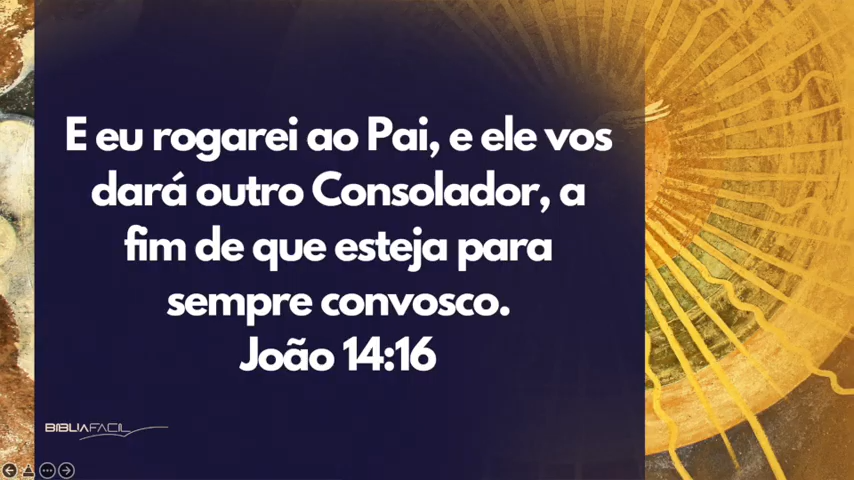 E eu rogarei ao Pai, e ele vos
dará outro Consolador, a
fim de que esteja para
sempre convosco.
João 14:16
BIBLIAFACIL